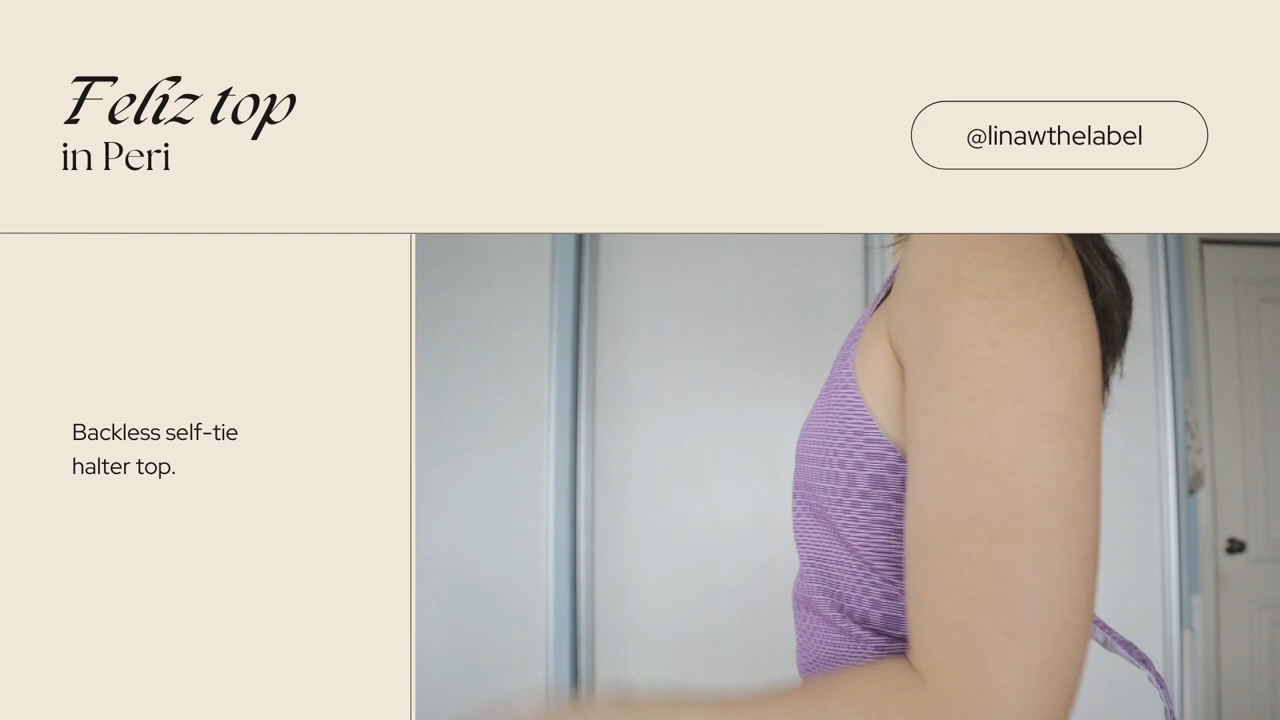 Feliz top
in Peri
@linawthelabel
Backless self-tie
halter top.